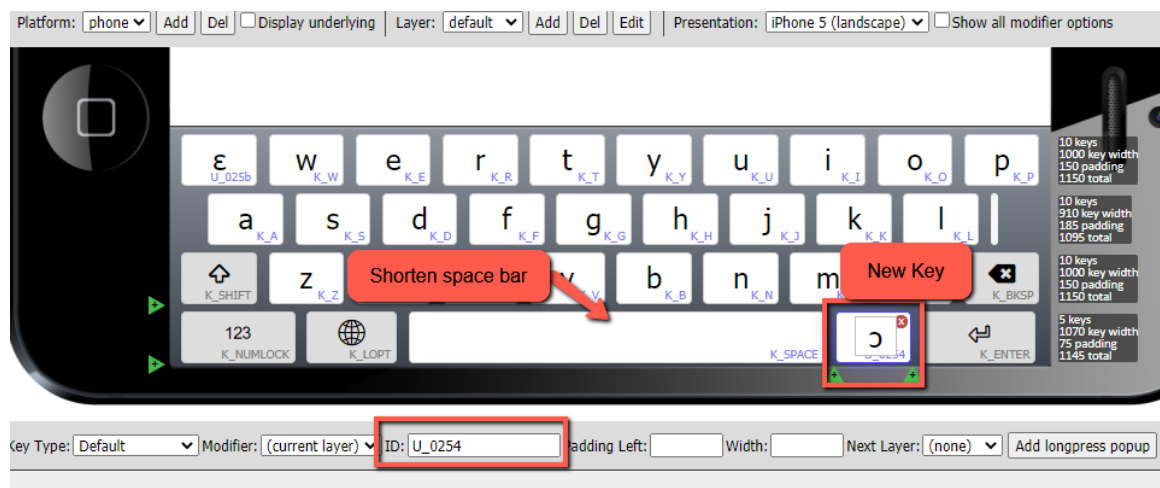 Platform: phone Add Del Display underlying Layer: default Add Del Edit Presentation: iPhone 5 (landscape) Show all modifier options
ɛ U_025b w K_W e K_E r K_R t K_T y K_Y u K_U i K_I o K_O p K_P
10 keys
1000 key width
150 padding
1150 total
a K_A s K_S d K_D f K_F g K_G h K_H j K_J k K_K l K_L
10 keys
910 key width
185 padding
1095 total
K_SHIFT z K_Z Shorten space bar v K_V b K_B n K_N m New Key K_BKSP
10 keys
1000 key width
150 padding
1150 total
123 K_NUMLOCK K_LOPT K_SPACE ɔ U_0254 K_ENTER
5 keys
1070 key width
75 padding
1145 total
Key Type: Default Modifier: (current layer) ID: U_0254 Padding Left: Width: Next Layer: (none) Add longpress popup